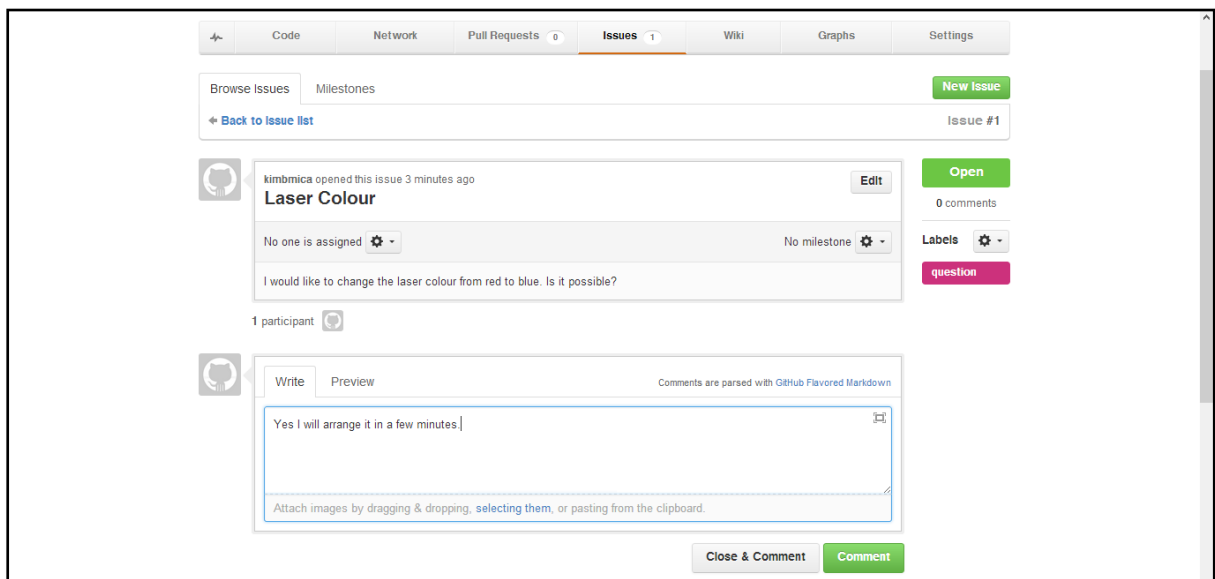 Code Network Pull Requests 0 Issues 1 Wiki Graphs Settings
Browse Issues Milestones New Issue
Back to issue list Issue #1
kimbmica opened this issue 3 minutes ago Edit Open
Laser Colour
0 comments
No one is assigned No milestone Labels
I would like to change the laser colour from red to blue. Is it possible? question
1 participant
Write Preview Comments are parsed with GitHub Flavored Markdown
Yes I will arrange it in a few minutes.
Attach images by dragging & dropping, selecting them, or pasting from the clipboard.
Close & Comment Comment